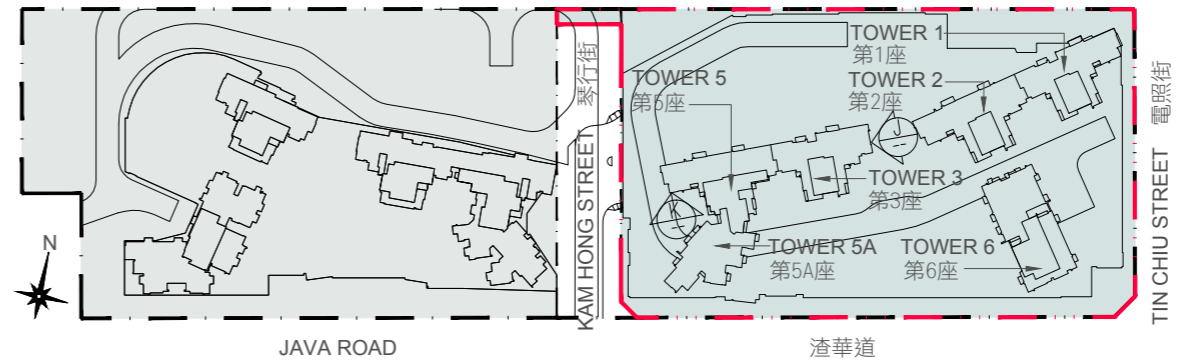 TOWER 1
第1座
TOWER 5
第5座
TOWER 2
第2座
J
TOWER 3
第3座
K
TOWER 5A
第5A座
TOWER 6
第6座
琴行街
KAM HONG STREET
電照街
TIN CHIU STREET
N
JAVA ROAD
渣華道